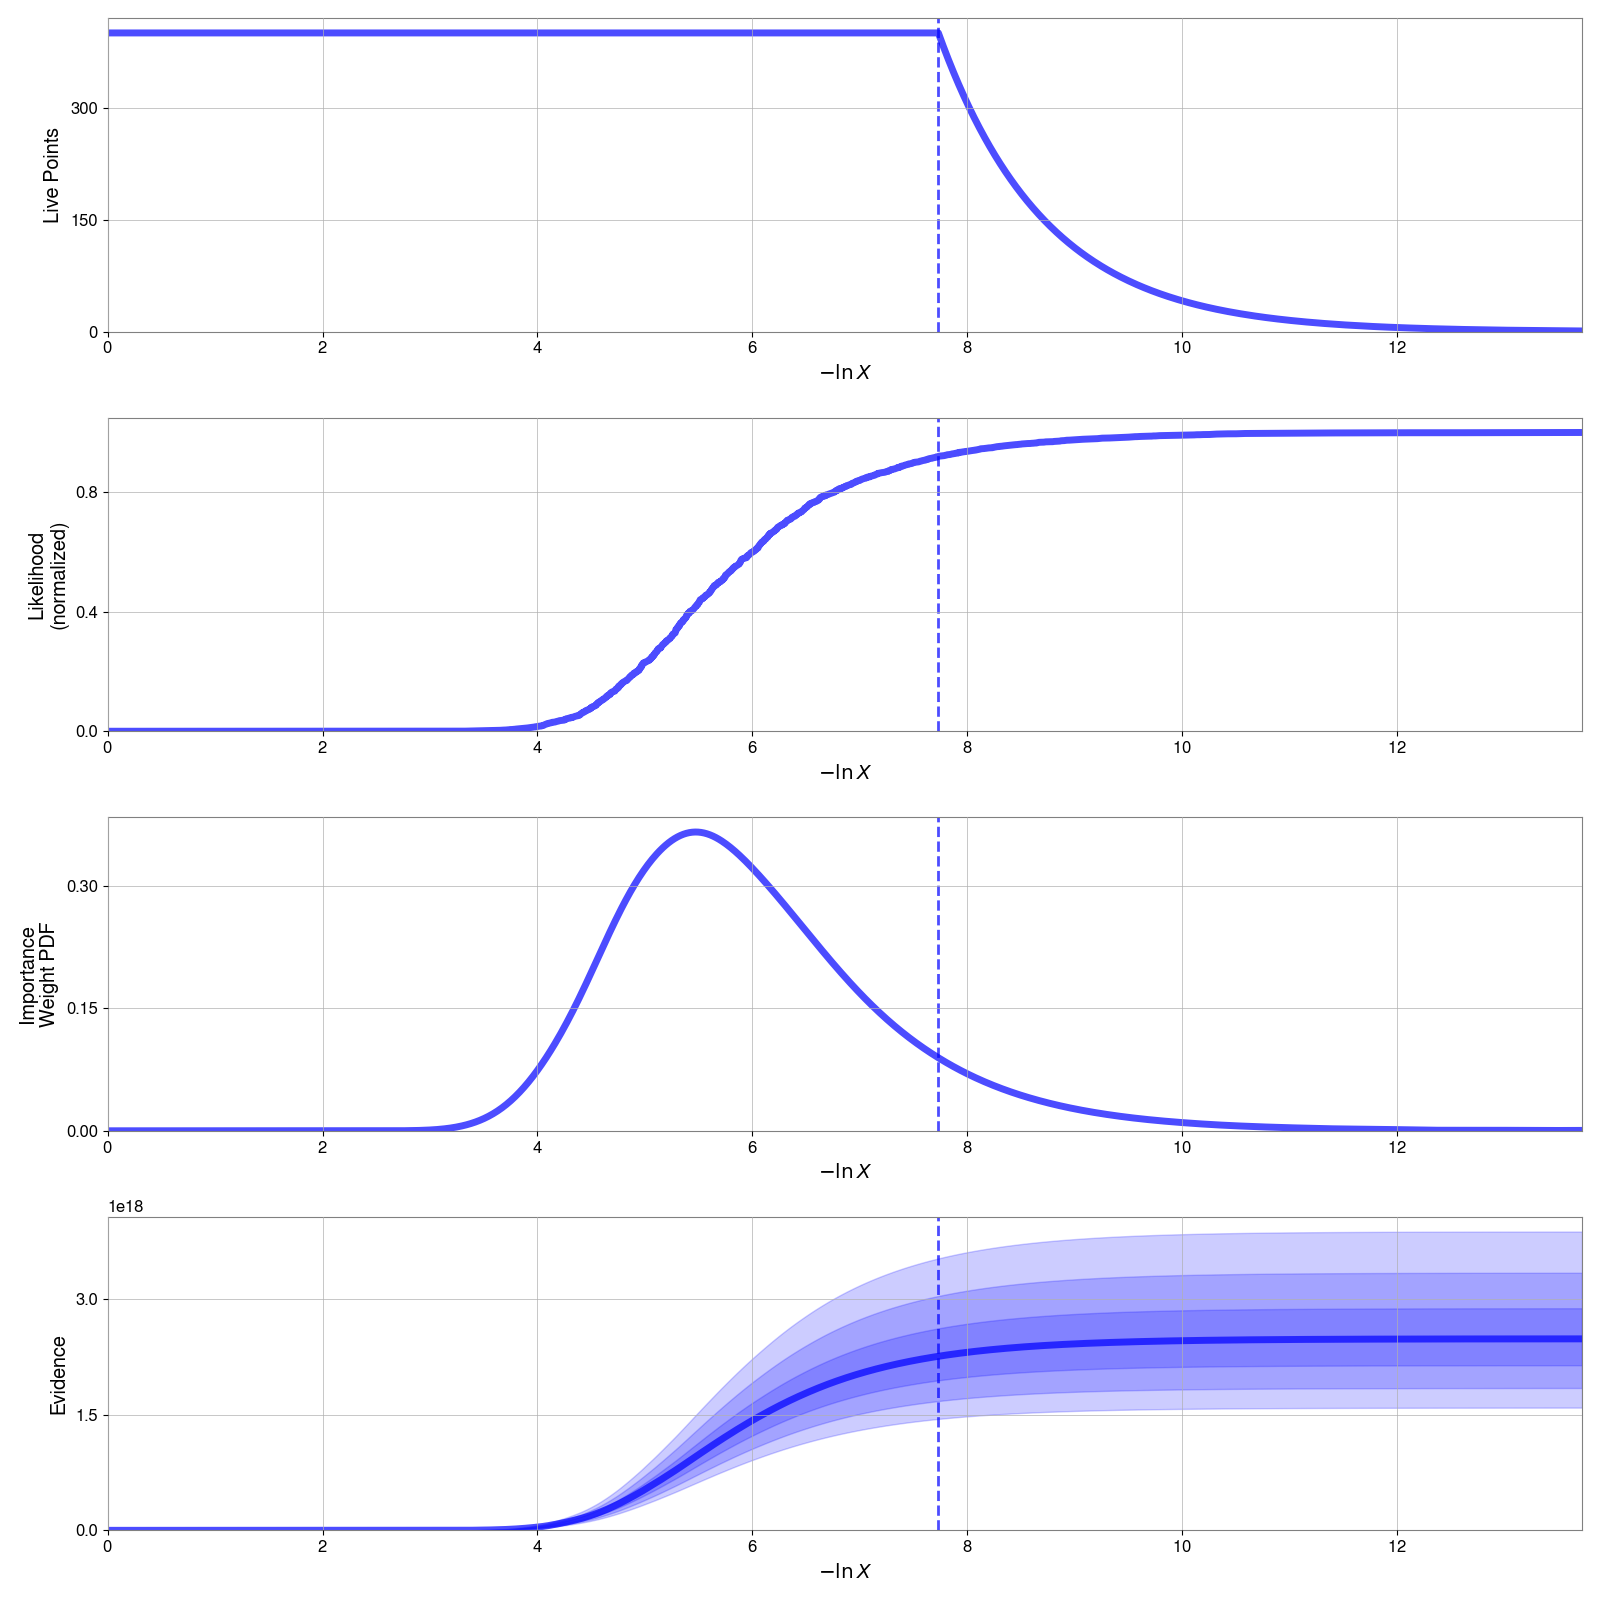 300
150
0
Live Points
0 2 4 6 8 10 12
−ln X
0.8
0.4
0.0
Likelihood
(normalized)
0 2 4 6 8 10 12
−ln X
0.30
0.15
0.00
Importance
Weight PDF
0 2 4 6 8 10 12
−ln X
1e18
3.0
1.5
0.0
Evidence
0 2 4 6 8 10 12
−ln X